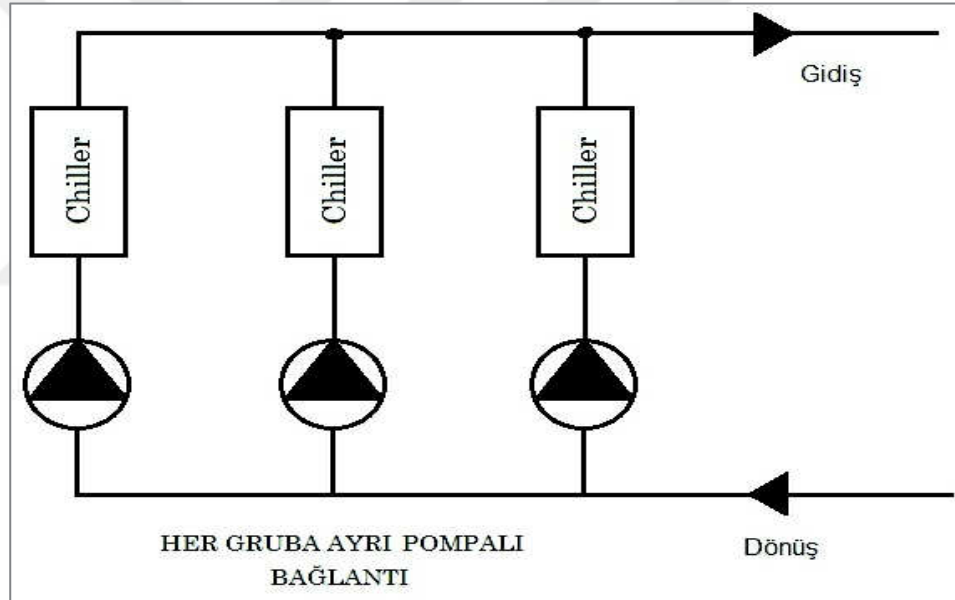 Gidiş
Chiller
Chiller
Chiller
HER GRUBA AYRI POMPALI
BAĞLANTI
Dönüş